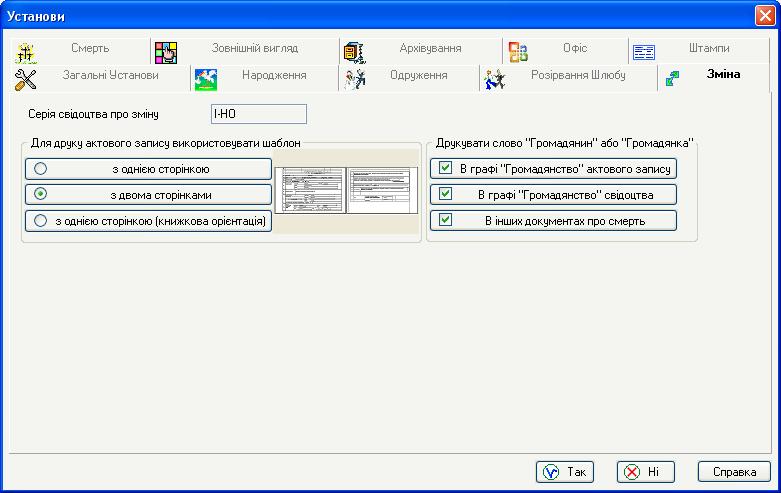 Установи
Смерть
Зовнішній вигляд
Архівування
Офіс
Штампи
Загальні Установи
Народження
Одруження
Розірвання Шлюбу
Зміна
Серія свідоцтва про зміну
І-НО
Для друку актового запису використовувати шаблон
з однією сторінкою
з двома сторінками
з однією сторінкою (книжкова орієнтація)
Друкувати слово "Громадянин" або "Громадянка"
В графі "Громадянство" актового запису
В графі "Громадянство" свідоцтва
В інших документах про смерть
Так
Ні
Справка